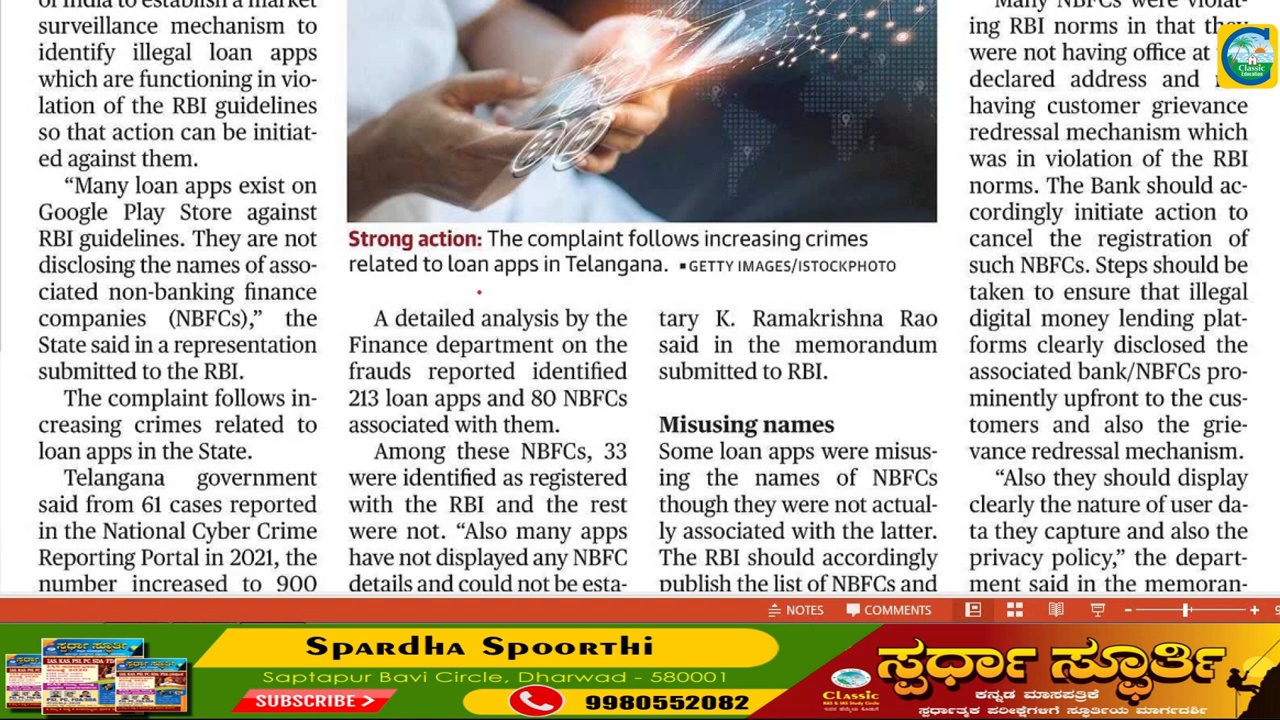 of India to establish a market
surveillance mechanism to
identify illegal loan apps
which are functioning in vio-
lation of the RBI guidelines
so that action can be initiat-
ed against them.
“Many loan apps exist on
Google Play Store against
RBI guidelines. They are not
disclosing the names of asso-
ciated non-banking finance
companies (NBFCs),” the
State said in a representation
submitted to the RBI.
The complaint follows in-
creasing crimes related to
loan apps in the State.
Telangana government
said from 61 cases reported
in the National Cyber Crime
Reporting Portal in 2021, the
number increased to 900
Strong action: The complaint follows increasing crimes
related to loan apps in Telangana. ▪GETTY IMAGES/ISTOCKPHOTO
A detailed analysis by the
Finance department on the
frauds reported identified
213 loan apps and 80 NBFCs
associated with them.
Among these NBFCs, 33
were identified as registered
with the RBI and the rest
were not. “Also many apps
have not displayed any NBFC
details and could not be esta-
tary K. Ramakrishna Rao
said in the memorandum
submitted to RBI.
Misusing names
Some loan apps were misus-
ing the names of NBFCs
though they were not actual-
ly associated with the latter.
The RBI should accordingly
publish the list of NBFCs and
Many NBFCs were violat-
ing RBI norms in that they
were not having office at
declared address and
having customer grievance
redressal mechanism which
was in violation of the RBI
norms. The Bank should ac-
cordingly initiate action to
cancel the registration of
such NBFCs. Steps should be
taken to ensure that illegal
digital money lending plat-
forms clearly disclosed the
associated bank/NBFCs pro-
minently upfront to the cus-
tomers and also the grie-
vance redressal mechanism.
“Also they should display
clearly the nature of user da-
ta they capture and also the
privacy policy,” the depart-
ment said in the memoran-
Classic
Education
NOTES
COMMENTS
Spardha Spoorthi
Saptapur Bavi Circle, Dharwad - 580001
SUBSCRIBE
9980552082
ಸ್ಪರ್ಧಾ ಸ್ಫೂರ್ತಿ
ಕನ್ನಡ ಮಾಸಪತ್ರಿಕೆ
ಸ್ಪರ್ಧಾತ್ಮಕ ಪರೀಕ್ಷೆಗಳಿಗೆ ಸ್ಫೂರ್ತಿಯ ಮಾರ್ಗದರ್ಶಿ
Classic
KAS & IAS Study Circle